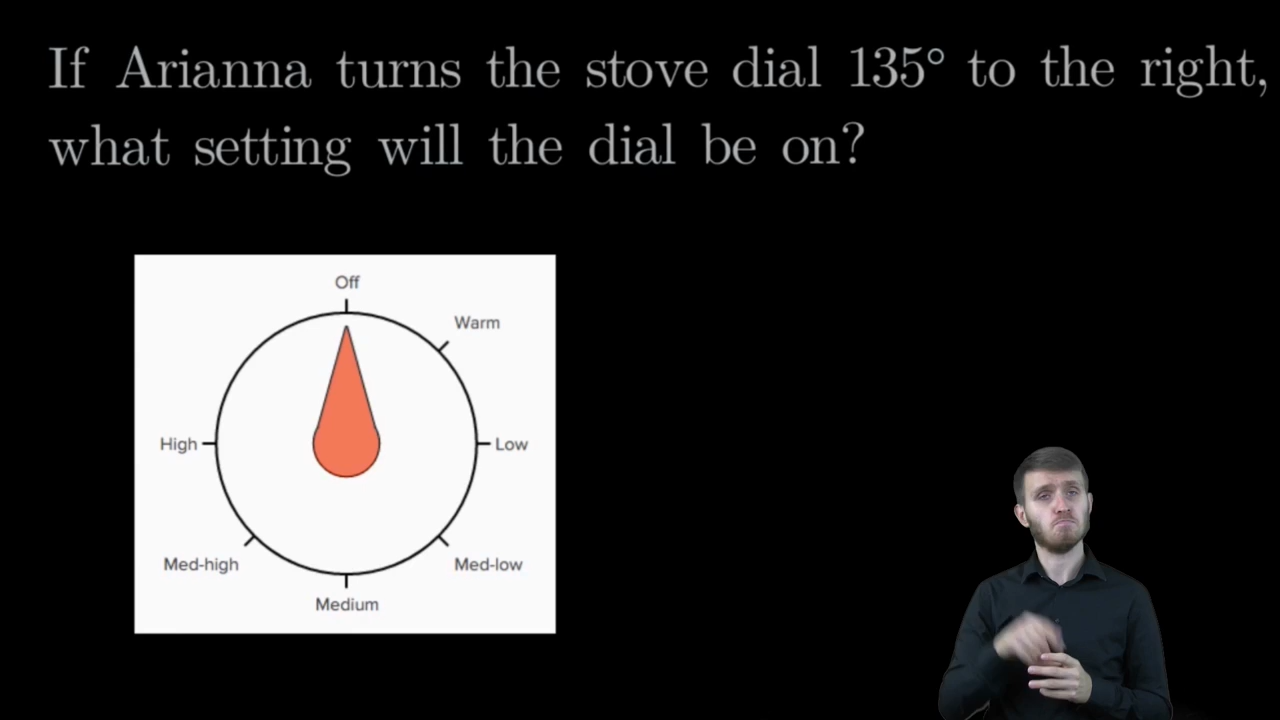 If Arianna turns the stove dial 135° to the right,
what setting will the dial be on?
Off
Warm
High
Low
Med-high
Med-low
Medium